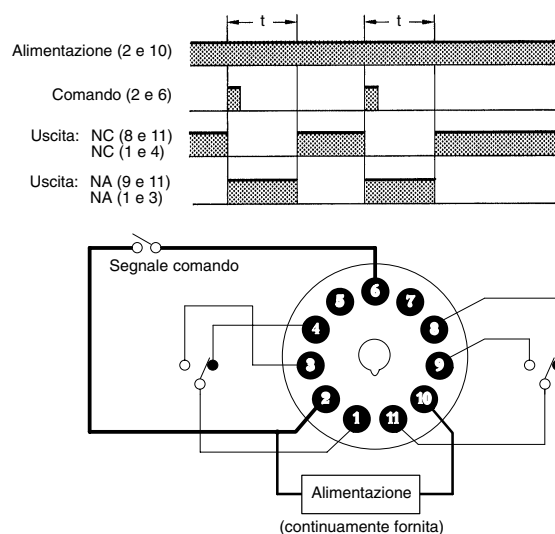 t t
Alimentazione (2 e 10)
Comando (2 e 6)
Uscita: NC (8 e 11)
NC (1 e 4)
Uscita: NA (9 e 11)
NA (1 e 3)
Segnale comando
6
5 7
4 8
3 9
2 10
1 11
Alimentazione
(continuamente fornita)